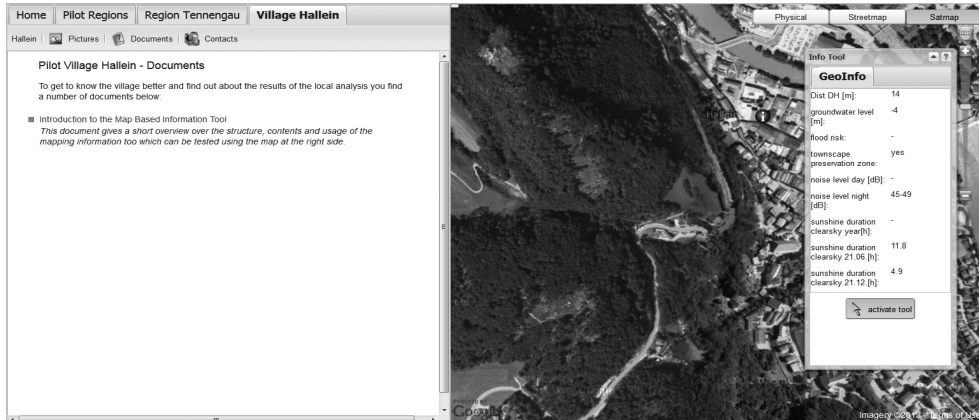 Home Pilot Regions Region Tennengau Village Hallein
Hallein Pictures Documents Contacts
Pilot Village Hallein - Documents
To get to know the village better and find out about the results of the local analysis you find
a number of documents below:
Introduction to the Map Based Information Tool
This document gives a short overview over the structure, contents and usage of the
mapping information too which can be tested using the map at the right side.
Physical Streetmap Satmap
Hallein
Info Tool
GeoInfo
Dist DH [m]: 14
groundwater level -4
[m]:
flood risk: -
townscape yes
preservation zone:
noise level day [dB]: -
noise level night 45-49
[dB]:
sunshine duration -
clearsky year[h]:
sunshine duration 11.8
clearsky 21.06.[h]:
sunshine duration 4.9
clearsky 21.12.[h]:
activate tool
Google
Imagery ©2013 - Terms of Us